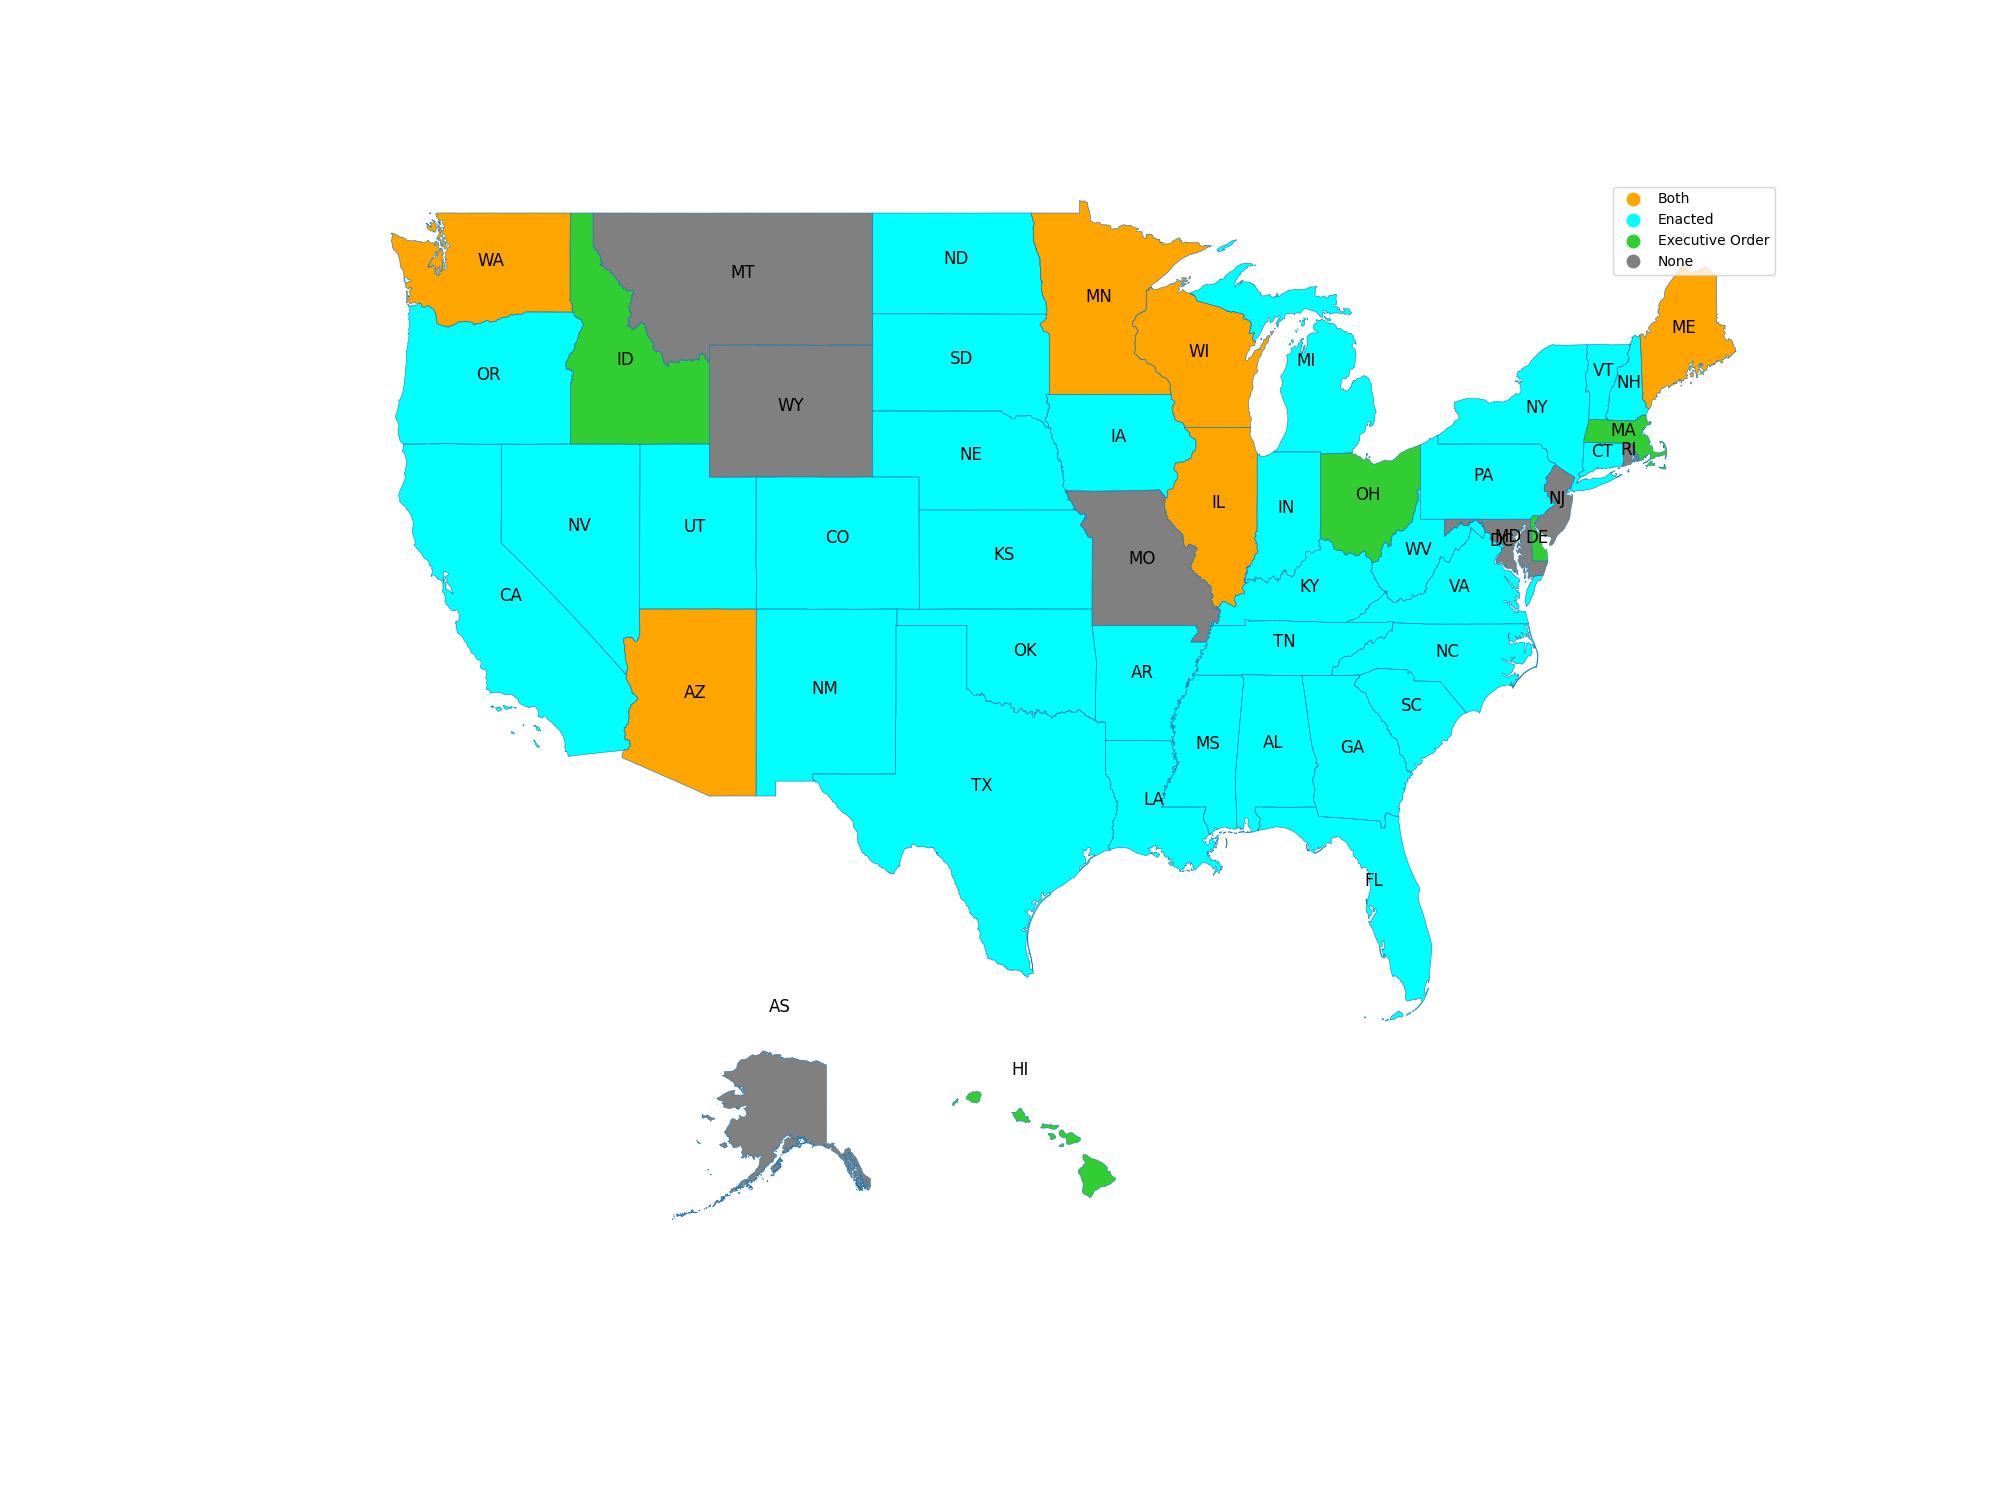 Both
Enacted
Executive Order
None
WA
MT
ND
MN
ME
OR
ID
SD
WI
MI
VT
NH
WY
NY
IA
MA
NE
CT
RI
PA
NV
UT
CO
IL
IN
OH
NJ
KS
MO
WV
DC
MD
DE
CA
KY
VA
OK
TN
NC
AZ
NM
AR
SC
MS
AL
GA
TX
LA
FL
AS
HI